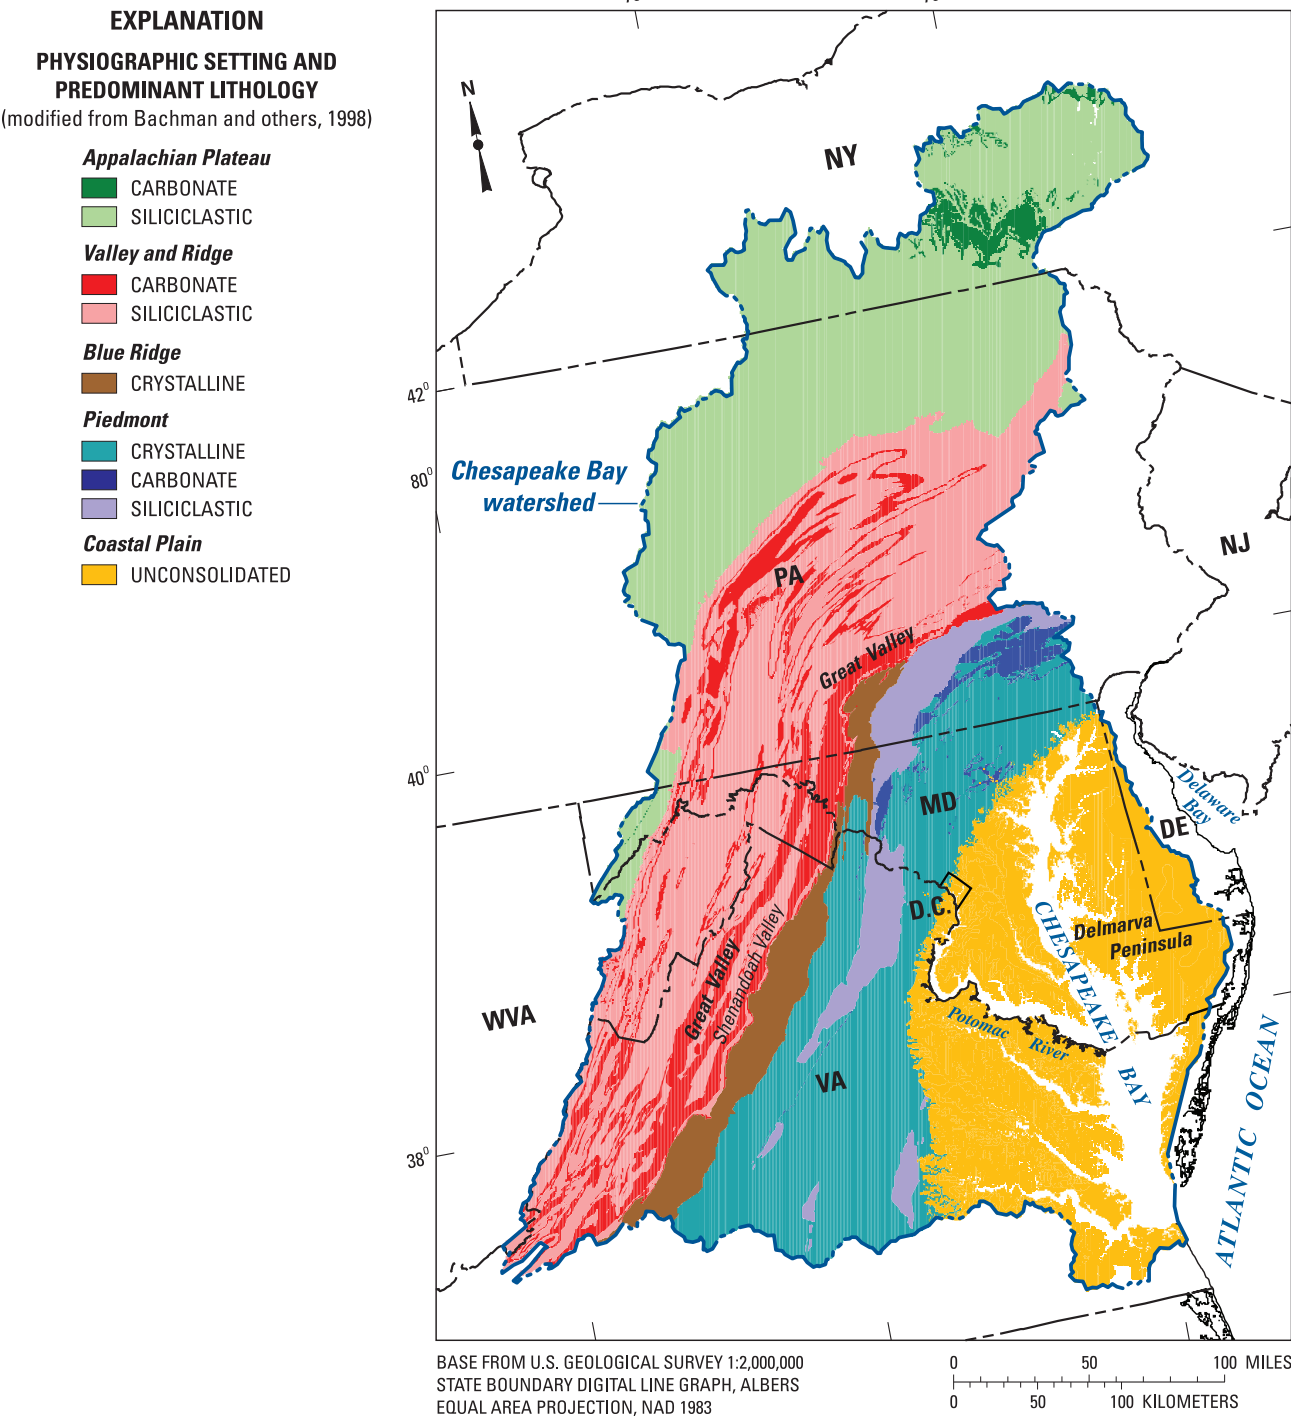 EXPLANATION
PHYSIOGRAPHIC SETTING AND
PREDOMINANT LITHOLOGY
(modified from Bachman and others, 1998)
Appalachian Plateau
CARBONATE
SILICICLASTIC
Valley and Ridge
CARBONATE
SILICICLASTIC
Blue Ridge
CRYSTALLINE
Piedmont
CRYSTALLINE
CARBONATE
SILICICLASTIC
Coastal Plain
UNCONSOLIDATED
N
NY
42⁰
80⁰
Chesapeake Bay
watershed
NJ
PA
Great Valley
40⁰
Delaware
Bay
MD
DE
D.C.
CHESAPEAKE
BAY
Delmarva
Peninsula
Great Valley
Shenandoah Valley
WVA
Potomac
River
VA
ATLANTIC OCEAN
38⁰
BASE FROM U.S. GEOLOGICAL SURVEY 1:2,000,000
STATE BOUNDARY DIGITAL LINE GRAPH, ALBERS
EQUAL AREA PROJECTION, NAD 1983
0 50 100 MILES
0 50 100 KILOMETERS